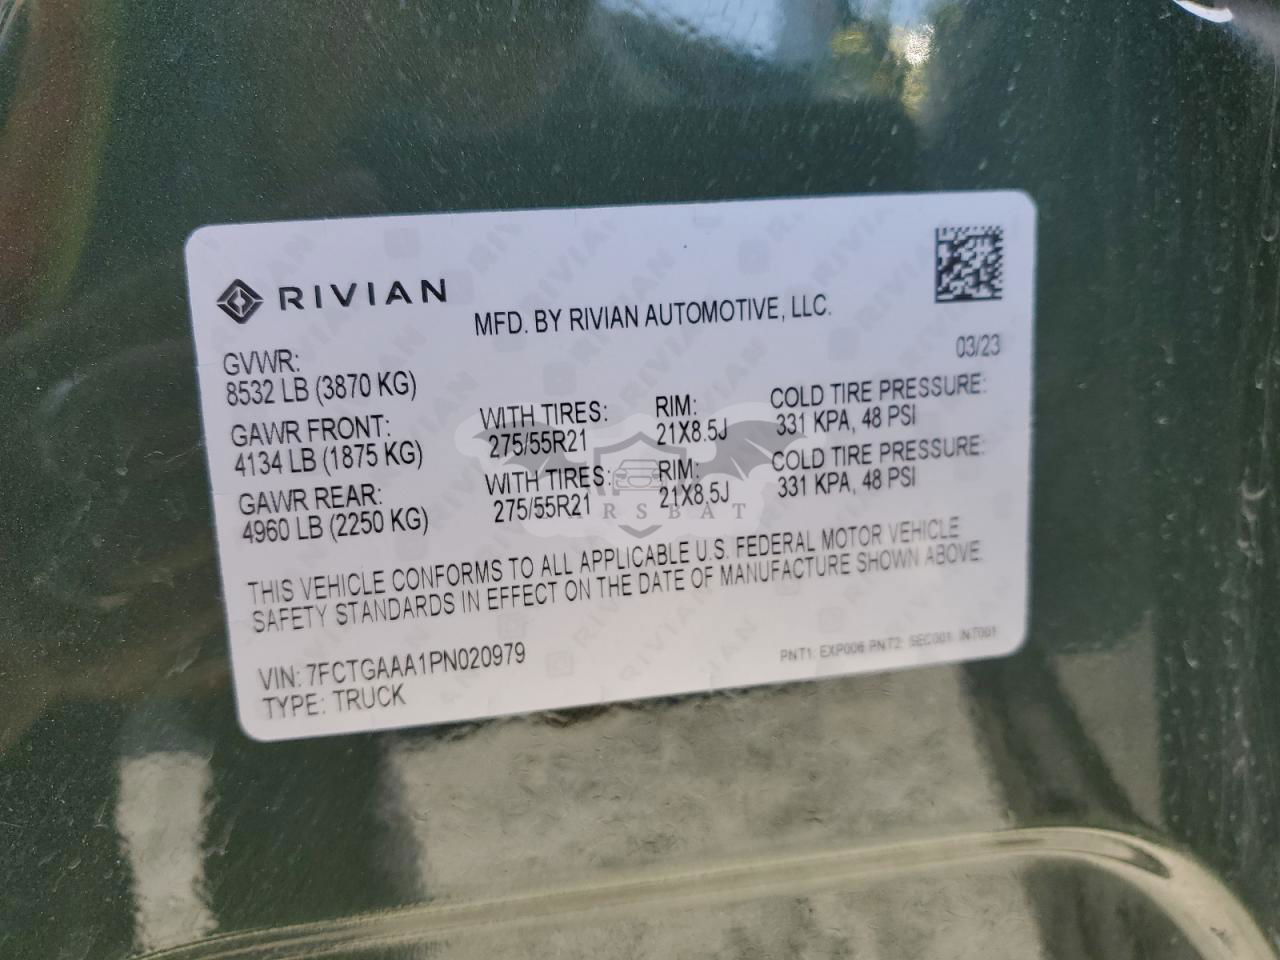 RIVIAN
MFD. BY RIVIAN AUTOMOTIVE, LLC.
03/23
GVWR:
8532 LB (3870 KG)
GAWR FRONT: WITH TIRES: RIM: COLD TIRE PRESSURE:
4134 LB (1875 KG) 275/55R21 21X8.5J 331 KPA, 48 PSI
GAWR REAR: WITH TIRES: RIM: COLD TIRE PRESSURE:
4960 LB (2250 KG) 275/55R21 21X8.5J 331 KPA, 48 PSI
CARSBAT
THIS VEHICLE CONFORMS TO ALL APPLICABLE U.S. FEDERAL MOTOR VEHICLE
SAFETY STANDARDS IN EFFECT ON THE DATE OF MANUFACTURE SHOWN ABOVE.
VIN: 7FCTGAAA1PN020979
TYPE: TRUCK
PNT1: EXP006 PNT2: SEC001 INT001